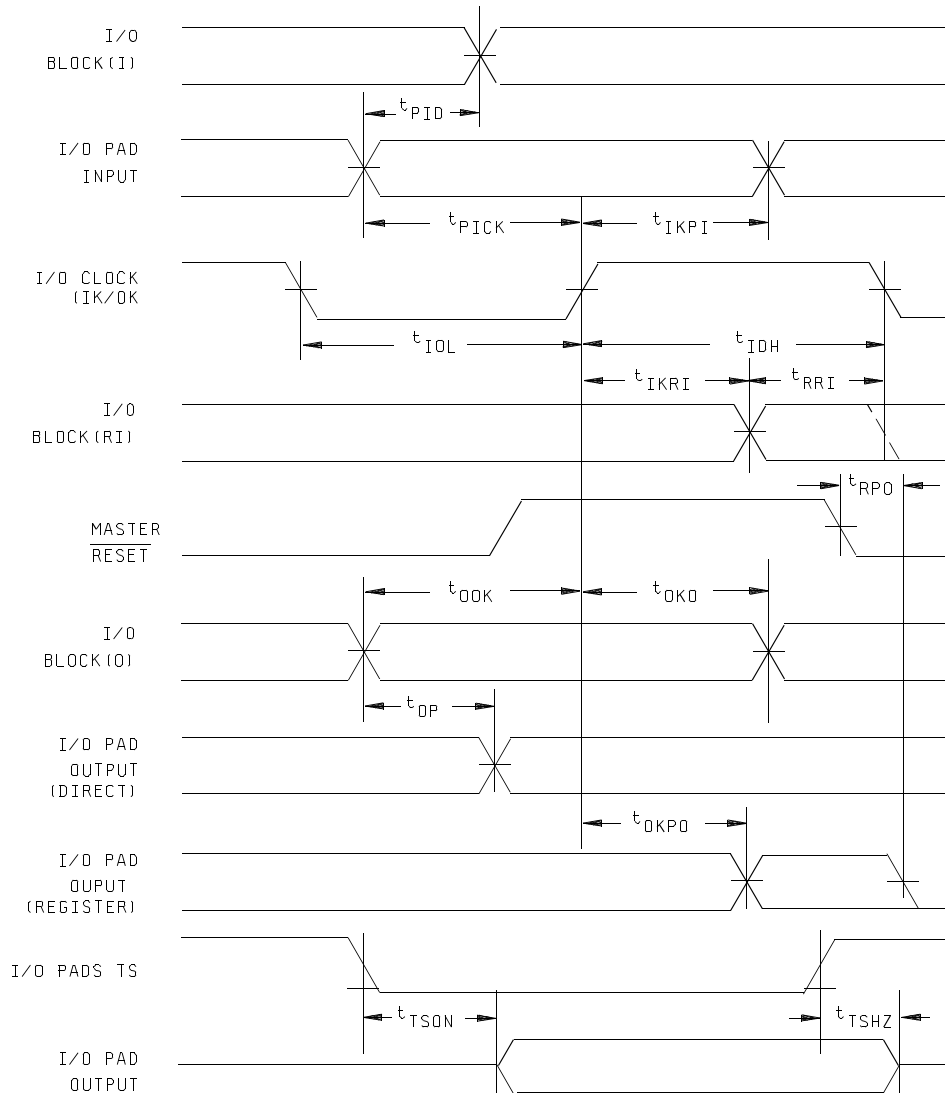 I/O
BLOCK(I)
tPID
I/O PAD
INPUT
tPICK
tIKPI
I/O CLOCK
(IK/OK
tIOL
tIDH
tIKRI
tRRI
I/O
BLOCK(RI)
tRPO
MASTER
RESET
tOOK
tOKO
I/O
BLOCK(O)
tOP
I/O PAD
OUTPUT
(DIRECT)
tOKPO
I/O PAD
OUPUT
(REGISTER)
I/O PADS TS
tTSON
tTSHZ
I/O PAD
OUTPUT